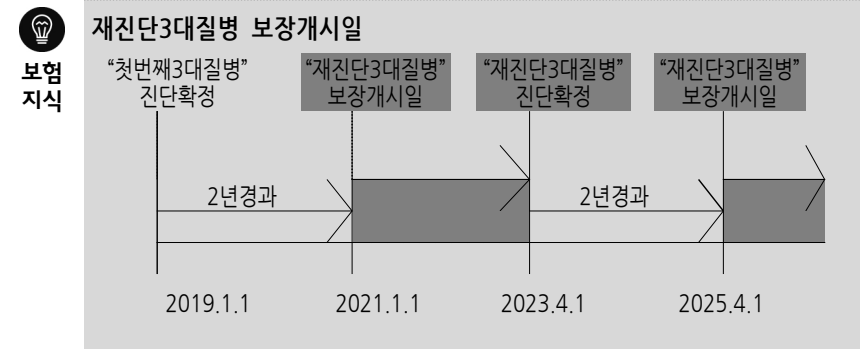 재진단3대질병 보장개시일
보험
지식
“첫번째3대질병”
진단확정
“재진단3대질병”
보장개시일
“재진단3대질병”
진단확정
“재진단3대질병”
보장개시일
2년경과
2년경과
2019.1.1
2021.1.1
2023.4.1
2025.4.1